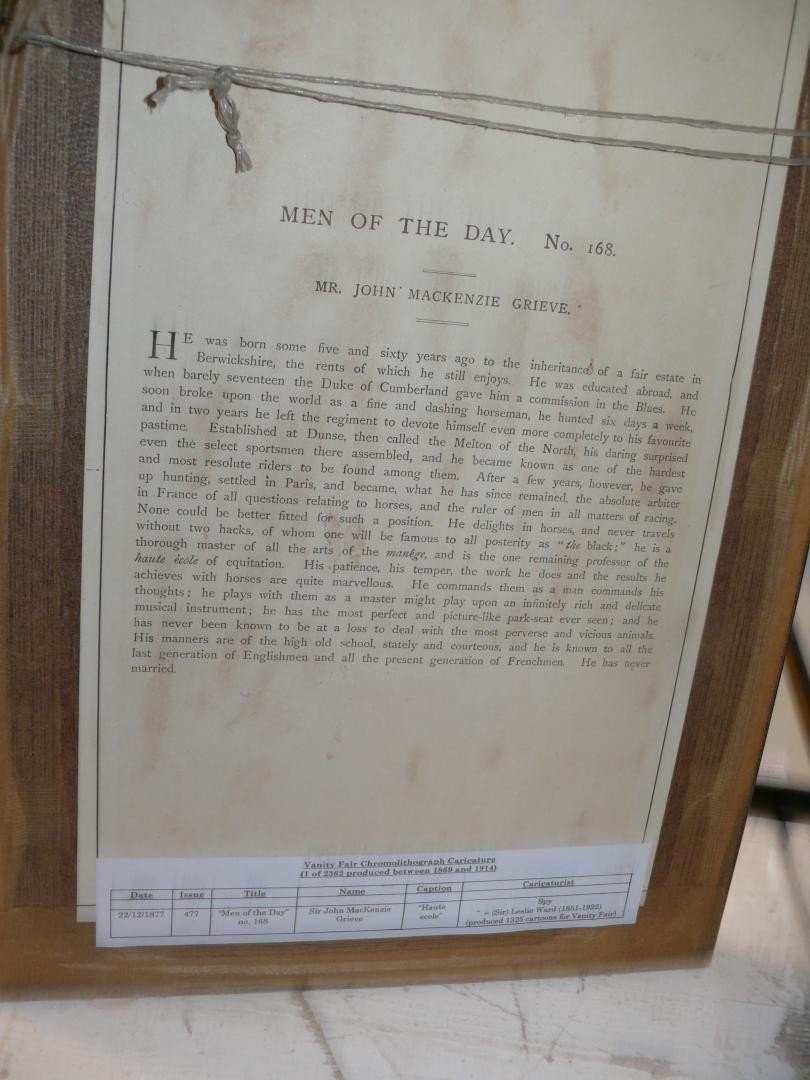 MEN OF THE DAY. No. 168.
MR. JOHN MACKENZIE GRIEVE.
HE was born some five and sixty years ago to the inheritance of a fair estate in
Berwickshire, the rents of which he still enjoys. He was educated abroad, and
when barely seventeen the Duke of Cumberland gave him a commission in the Blues. He
soon broke upon the world as a fine and dashing horseman, he hunted six days a week,
and in two years he left the regiment to devote himself even more completely to his favourite
pastime. Established at Dunse, then called the Melton of the North, his daring surprised
even the select sportsmen there assembled, and he became known as one of the hardest
and most resolute riders to be found among them. After a few years, however, he gave
up hunting, settled in Paris, and became, what he has since remained, the absolute arbiter
in France of all questions relating to horses, and the ruler of men in all matters of racing.
None could be better fitted for such a position. He delights in horses, and never travels
without two hacks, of whom one will be famous to all posterity as "the black;" he is a
thorough master of all the arts of the manége, and is the one remaining professor of the
haute école of equitation. His patience, his temper, the work he does and the results he
achieves with horses are quite marvellous. He commands them as a man commands his
thoughts; he plays with them as a master might play upon an infinitely rich and delicate
musical instrument; he has the most perfect and picture-like park-seat ever seen; and he
has never been known to be at a loss to deal with the most perverse and vicious animals.
His manners are of the high old school, stately and courteous, and he is known to all the
last generation of Englishmen and all the present generation of Frenchmen. He has never
married.
Vanity Fair Chromolithograph Caricature
(1 of 2362 produced between 1869 and 1914)
Date Issue Title Name Caption Caricaturist
22/12/1877 477 "Men of the Day" no. 168 Sir John MacKenzie Grieve "Haute ecole" Spy
" = (Sir) Leslie Ward (1851-1922)
(produced 1325 cartoons for Vanity Fair)